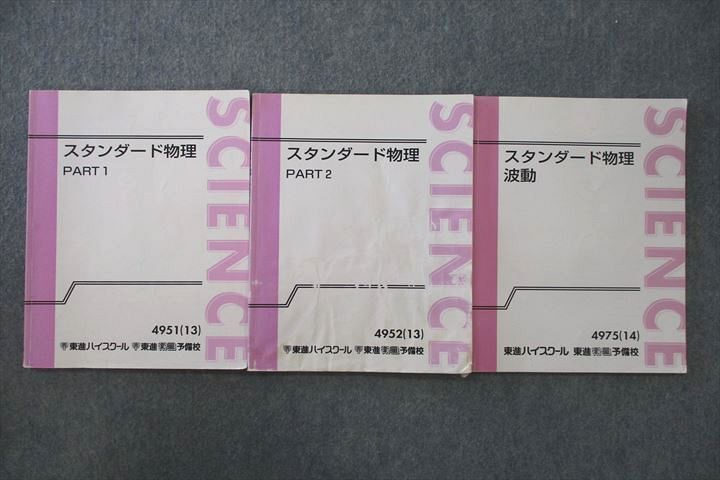 SCIENCE
スタンダード物理
PART 1
4951(13)
東進ハイスクール 東進衛星予備校
SCIENCE
スタンダード物理
PART 2
4952(13)
東進ハイスクール 東進衛星予備校
SCIENCE
スタンダード物理
波動
4975(14)
東進ハイスクール 東進衛星予備校